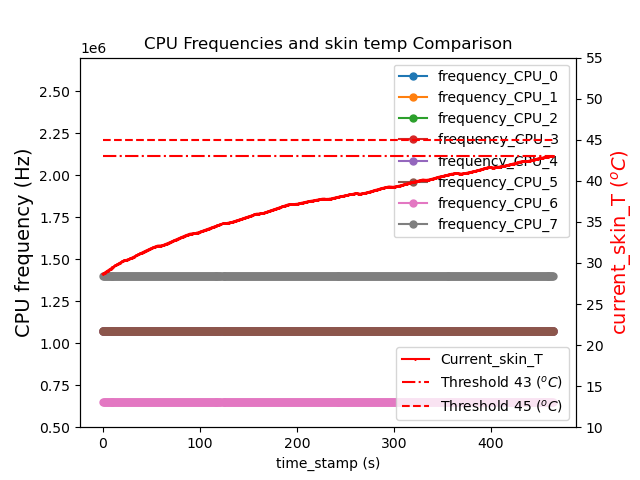 CPU Frequencies and skin temp Comparison
1e6
CPU frequency (Hz)
2.50
2.25
2.00
1.75
1.50
1.25
1.00
0.75
0.50
frequency_CPU_0
frequency_CPU_1
frequency_CPU_2
frequency_CPU_3
frequency_CPU_4
frequency_CPU_5
frequency_CPU_6
frequency_CPU_7
Current_skin_T
Threshold 43 (°C)
Threshold 45 (°C)
55
50
45
40
35
30
25
20
15
10
current_skin_T (°C)
0
100
200
300
400
time_stamp (s)